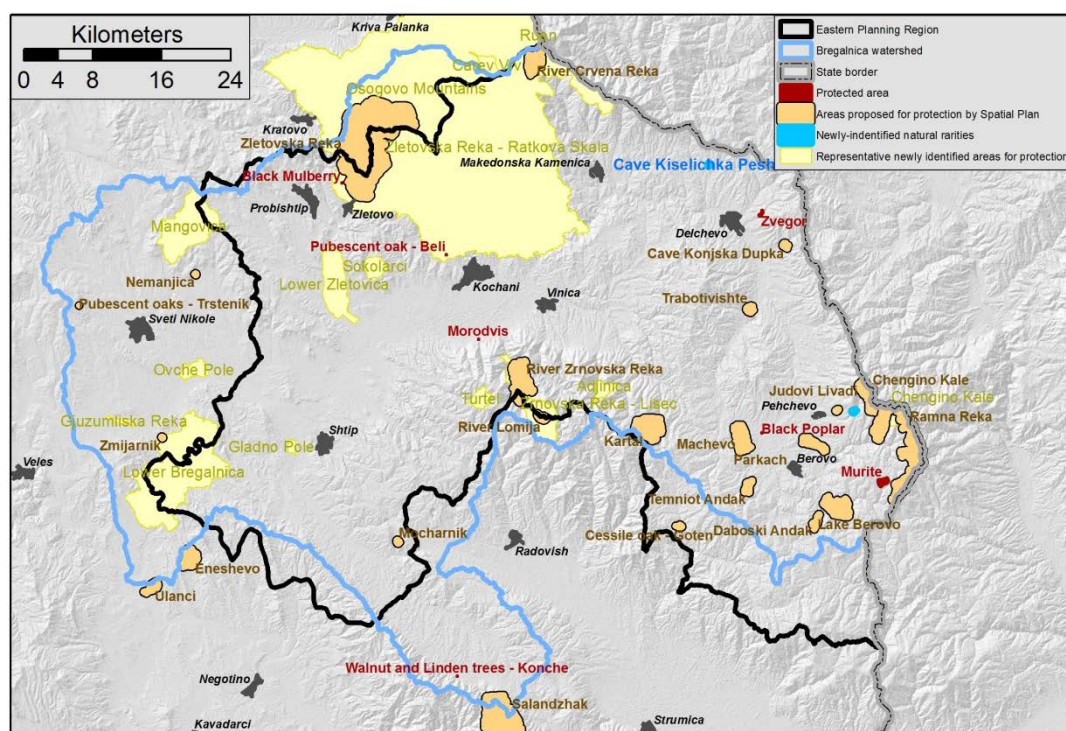 Kilometers
0 4 8 12 16 24
Eastern Planning Region
Bregalnica watershed
State border
Protected area
Areas proposed for protection by Spatial Plan
Newly-indentified natural rarities
Representative newly identified areas for protection
Kriva Palanka
Ruen
Carev Vrv
River Crvena Reka
Osogovo Mountains
Kratovo
Zletovska Reka
Zletovska Reka - Ratkova Skala
Makedonska Kamenica
Cave Kiselichka Pesh
Black Mulberry
Probishtip
Zletovo
Zvegor
Delchevo
Mangovica
Pubescent oak - Beli
Cave Konjska Dupka
Sokolarci
Nemanjica
Lower Zletovica
Kochani
Vinica
Pubescent oaks - Trstenik
Trabotivishte
Sveti Nikole
Morodvis
Ovche Pole
River Zrnovska Reka
Adjinica
Chengino Kale
Judovi Livadi
Chengino Kale
Turtel
Zrnovska Reka - Lisec
Pehchevo
Ramna Reka
Giuzumliska Reka
River Lomija
Black Poplar
Zmijarnik
Gladno Pole
Shtip
Kartal
Machevo
Parkach
Berovo
Veles
Lower Bregalnica
Murite
Temniot Andak
Mocharnik
Cessile oak - Goten
Daboski Andak
Lake Berovo
Radovish
Eneshevo
Ulanci
Walnut and Linden trees - Konche
Negotino
Salandzhak
Kavadarci
Strumica